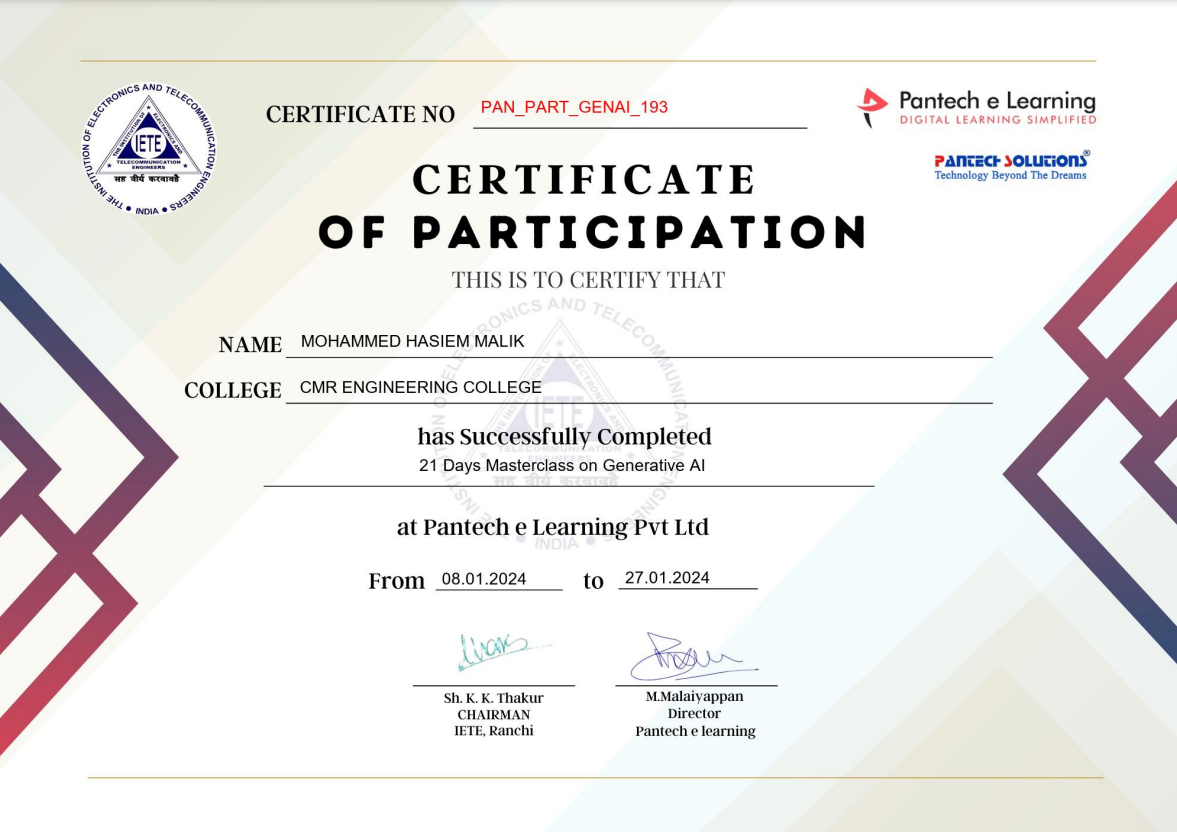 THE INSTITUTION OF ELECTRONICS AND TELECOMMUNICATION ENGINEERS
• INDIA •
IETE
TELECOMMUNICATION
ENGINEERS
सह वीर्य करवावहै
CERTIFICATE NO PAN_PART_GENAI_193
Pantech e Learning
DIGITAL LEARNING SIMPLIFIED
PANTECH SOLUTIONS®
Technology Beyond The Dreams
CERTIFICATE
OF PARTICIPATION
THIS IS TO CERTIFY THAT
NAME MOHAMMED HASIEM MALIK
COLLEGE CMR ENGINEERING COLLEGE
has Successfully Completed
21 Days Masterclass on Generative AI
at Pantech e Learning Pvt Ltd
From 08.01.2024 to 27.01.2024
Sh. K. K. Thakur
CHAIRMAN
IETE, Ranchi
M.Malaiyappan
Director
Pantech e learning